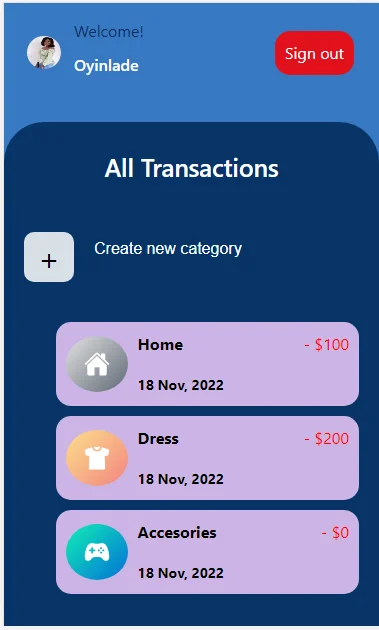 Welcome!
Oyinlade
Sign out
All Transactions
+
Create new category
Home
- $100
18 Nov, 2022
Dress
- $200
18 Nov, 2022
Accesories
- $0
18 Nov, 2022